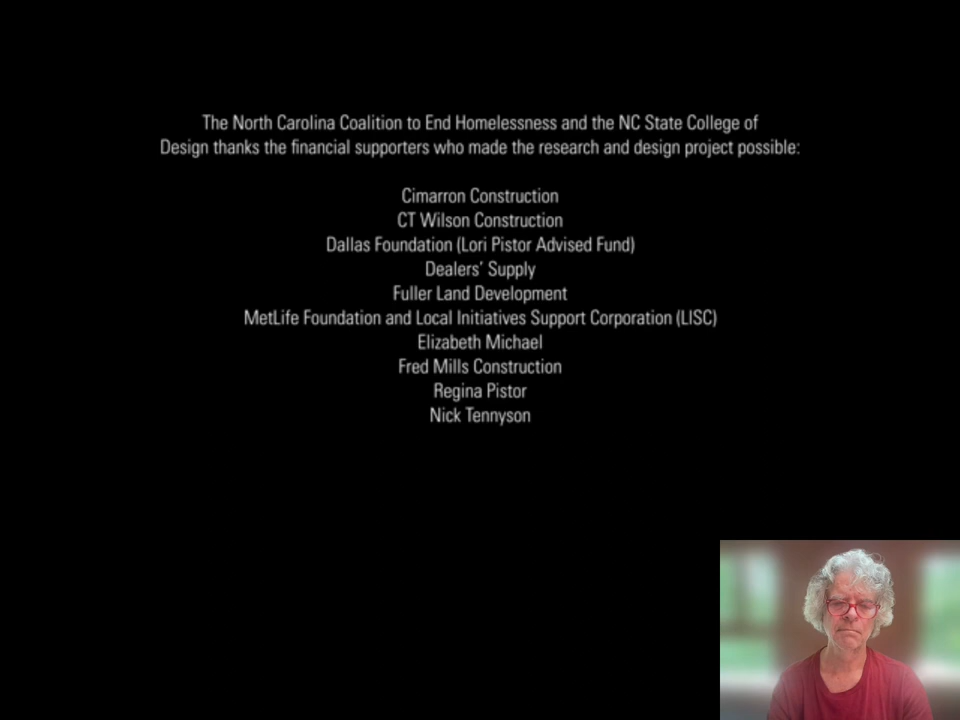 The North Carolina Coalition to End Homelessness and the NC State College of
Design thanks the financial supporters who made the research and design project possible:
Cimarron Construction
CT Wilson Construction
Dallas Foundation (Lori Pistor Advised Fund)
Dealers' Supply
Fuller Land Development
MetLife Foundation and Local Initiatives Support Corporation (LISC)
Elizabeth Michael
Fred Mills Construction
Regina Pistor
Nick Tennyson